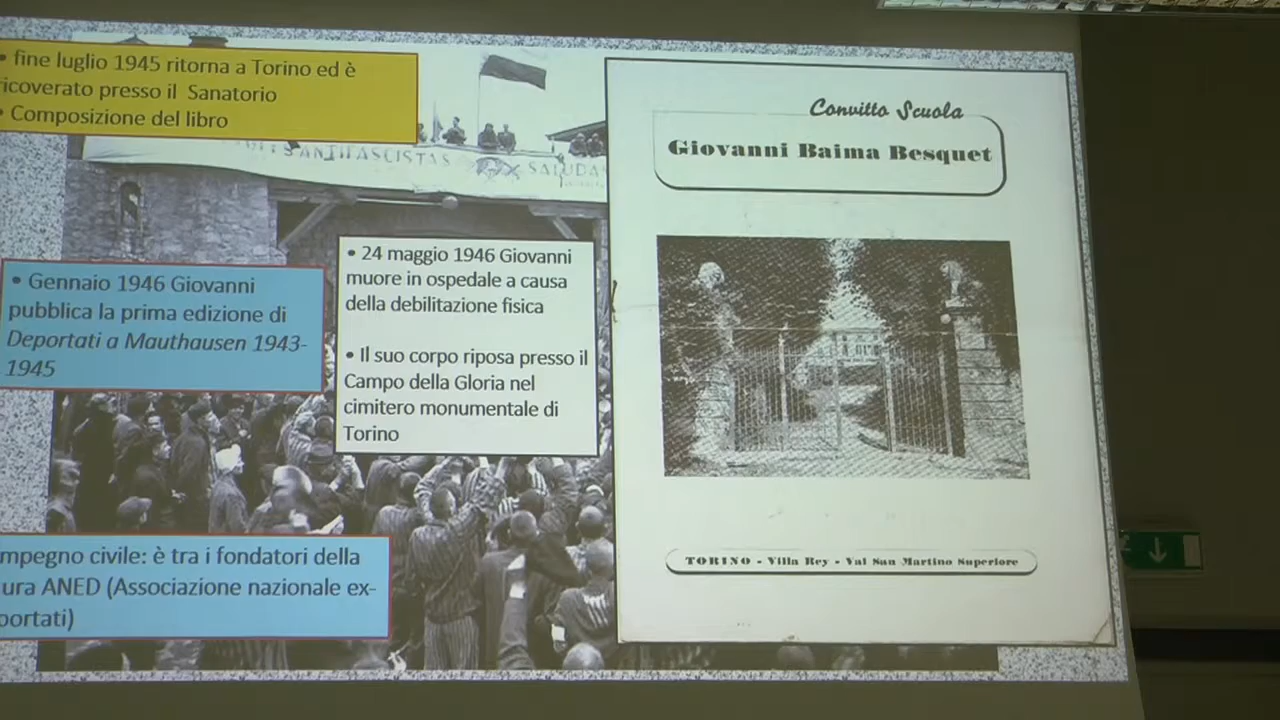 • fine luglio 1945 ritorna a Torino ed è
ricoverato presso il Sanatorio
• Composizione del libro
ANTIFASCISTAS
SALUDA
• Gennaio 1946 Giovanni
pubblica la prima edizione di
Deportati a Mauthausen 1943-
1945
• 24 maggio 1946 Giovanni
muore in ospedale a causa
della debilitazione fisica
• Il suo corpo riposa presso il
Campo della Gloria nel
cimitero monumentale di
Torino
mpegno civile: è tra i fondatori della
ura ANED (Associazione nazionale ex-
portati)
Convitto Scuola
Giovanni Baima Besquet
TORINO - Villa Rey - Val San Martino Superiore